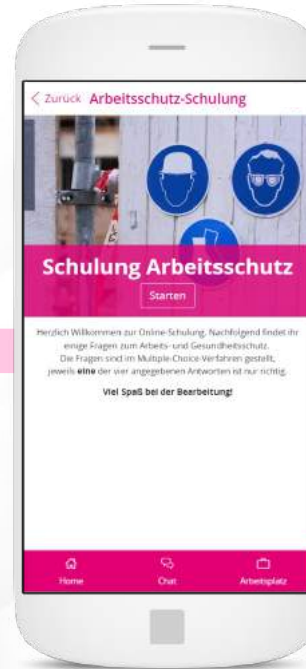 Zurück Arbeitsschutz-Schulung
Schulung Arbeitsschutz
Starten
Herzlich Willkommen zur Online-Schulung. Nachfolgend findet ihr
einige Fragen zum Arbeits- und Gesundheitsschutz.
Die Fragen sind im Multiple-Choice-Verfahren gestellt,
jeweils eine der vier angegebenen Antworten ist nur richtig.
Viel Spaß bei der Bearbeitung!
Home Chat Arbeitsplatz